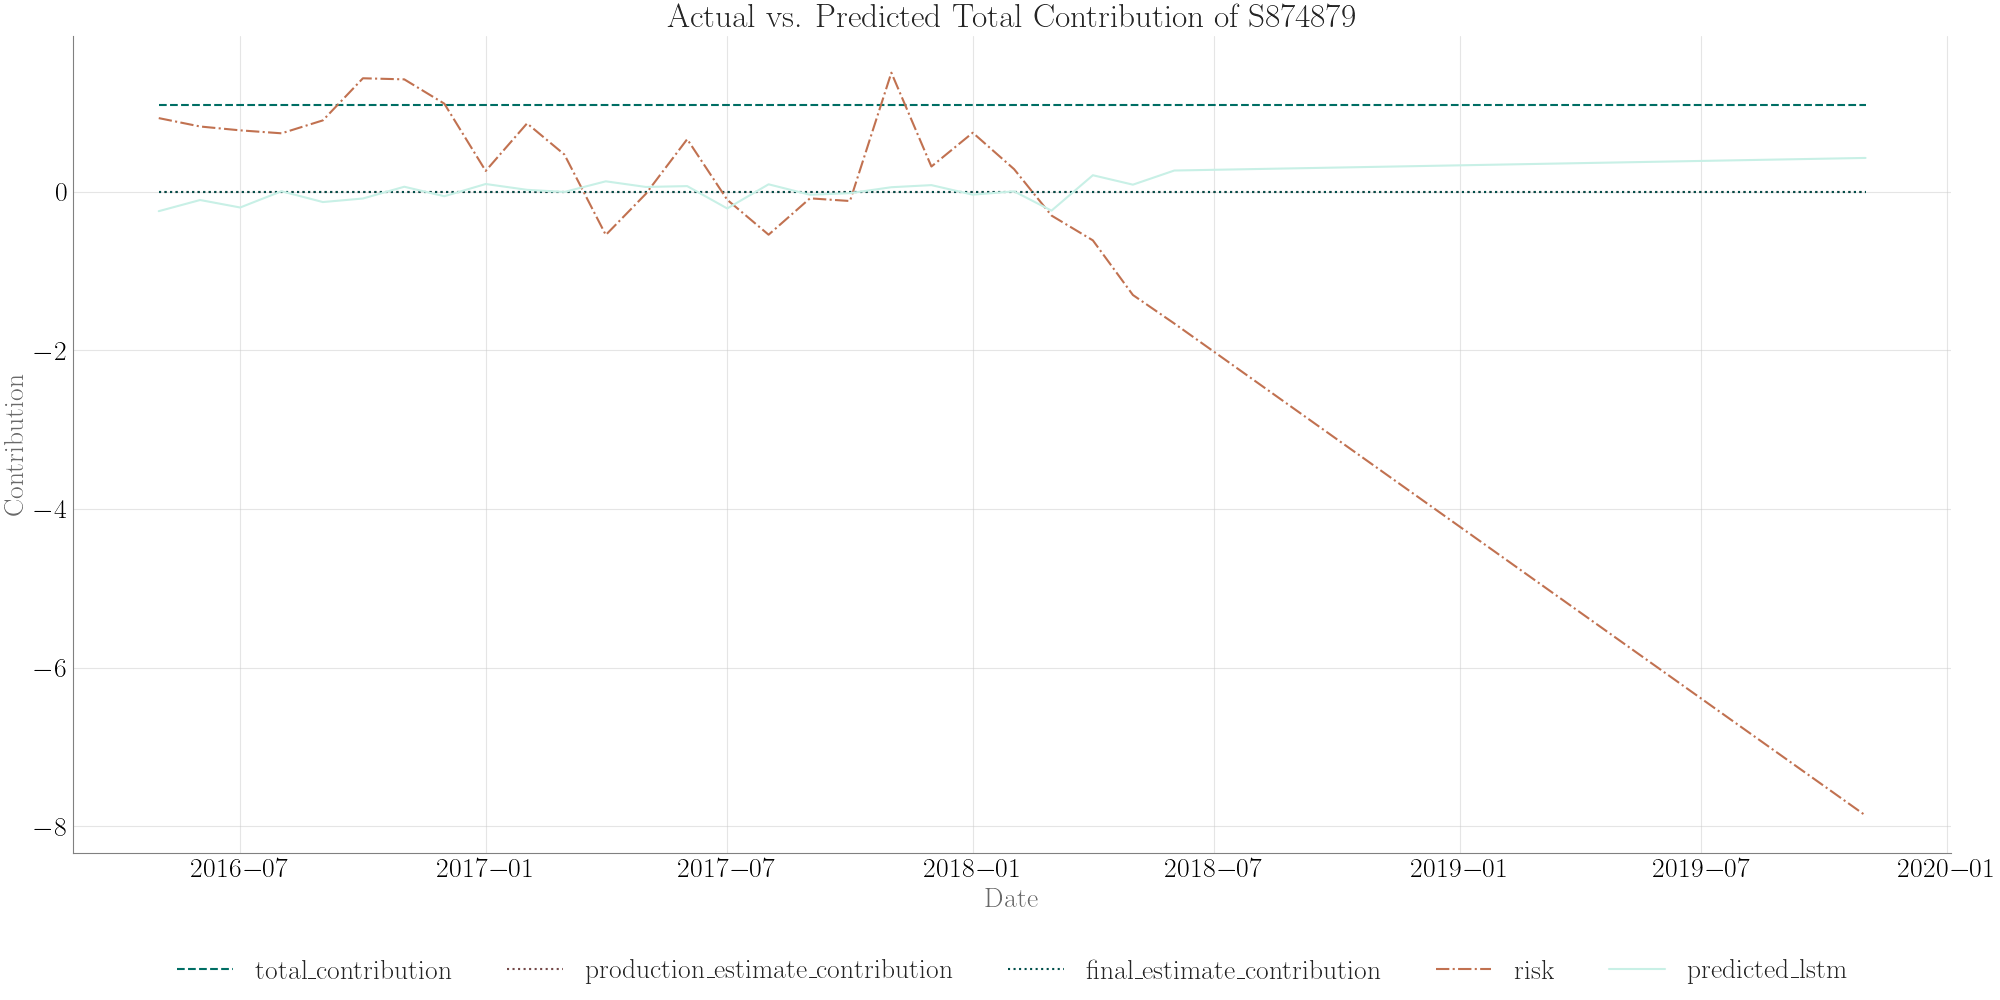 Actual vs. Predicted Total Contribution of S874879
Contribution
0
−2
−4
−6
−8
2016−07 2017−01 2017−07 2018−01 2018−07 2019−01 2019−07 2020−01
Date
total_contribution production_estimate_contribution final_estimate_contribution risk predicted_lstm